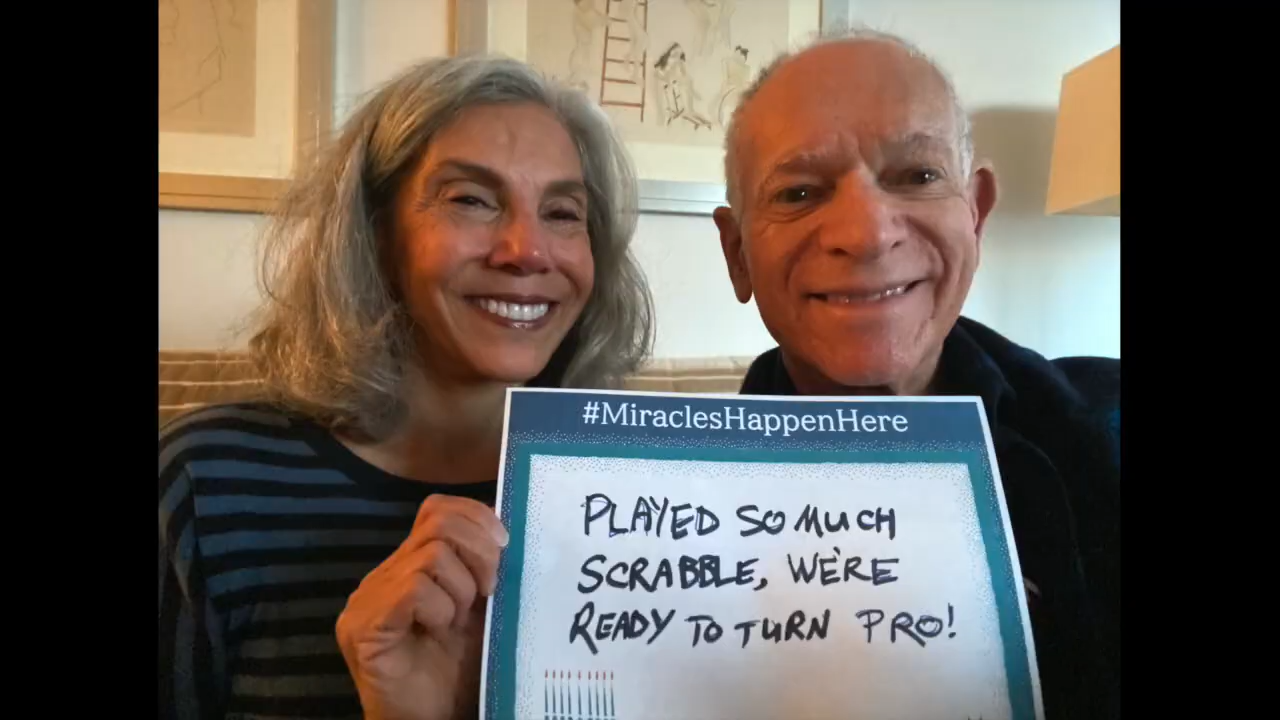 #MiraclesHappenHere
PLAYED SO MUCH
SCRABBLE, WE'RE
READY TO TURN PRO!